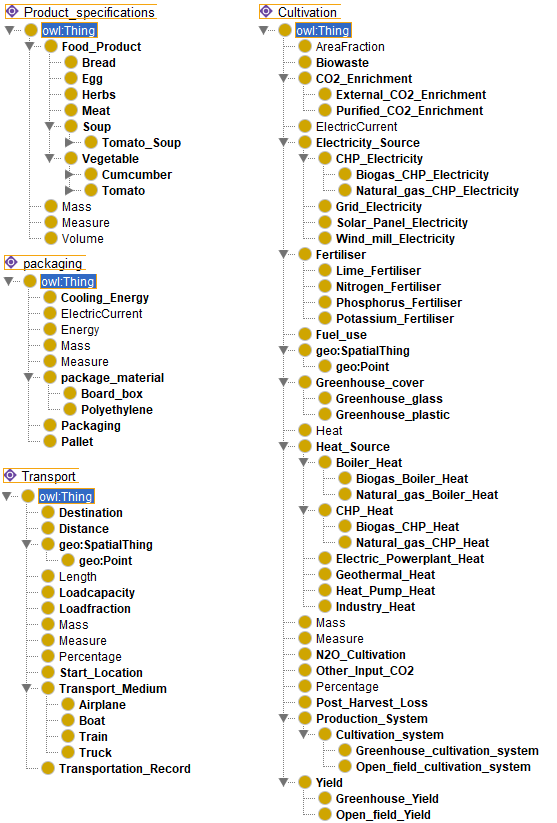 Product_specifications
owl:Thing
Food_Product
Bread
Egg
Herbs
Meat
Soup
Tomato_Soup
Vegetable
Cumcumber
Tomato
Mass
Measure
Volume
packaging
owl:Thing
Cooling_Energy
ElectricCurrent
Energy
Mass
Measure
package_material
Board_box
Polyethylene
Packaging
Pallet
Transport
owl:Thing
Destination
Distance
geo:SpatialThing
geo:Point
Length
Loadcapacity
Loadfraction
Mass
Measure
Percentage
Start_Location
Transport_Medium
Airplane
Boat
Train
Truck
Transportation_Record
Cultivation
owl:Thing
AreaFraction
Biowaste
CO2_Enrichment
External_CO2_Enrichment
Purified_CO2_Enrichment
ElectricCurrent
Electricity_Source
CHP_Electricity
Biogas_CHP_Electricity
Natural_gas_CHP_Electricity
Grid_Electricity
Solar_Panel_Electricity
Wind_mill_Electricity
Fertiliser
Lime_Fertiliser
Nitrogen_Fertiliser
Phosphorus_Fertiliser
Potassium_Fertiliser
Fuel_use
geo:SpatialThing
geo:Point
Greenhouse_cover
Greenhouse_glass
Greenhouse_plastic
Heat
Heat_Source
Boiler_Heat
Biogas_Boiler_Heat
Natural_gas_Boiler_Heat
CHP_Heat
Biogas_CHP_Heat
Natural_gas_CHP_Heat
Electric_Powerplant_Heat
Geothermal_Heat
Heat_Pump_Heat
Industry_Heat
Mass
Measure
N2O_Cultivation
Other_Input_CO2
Percentage
Post_Harvest_Loss
Production_System
Cultivation_system
Greenhouse_cultivation_system
Open_field_cultivation_system
Yield
Greenhouse_Yield
Open_field_Yield